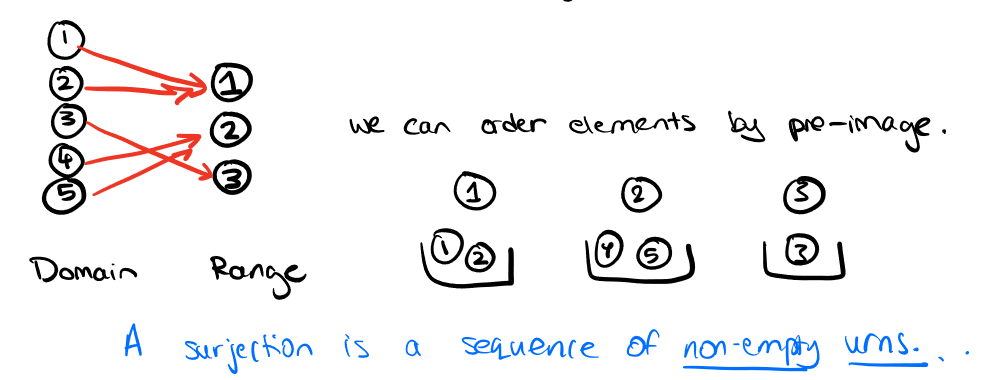 1
2 1
3 2
4 3
5
we can order elements by pre-image.
1 2 3
1 2 4 5 3
Domain Range
A surjection is a sequence of non-empty urns...